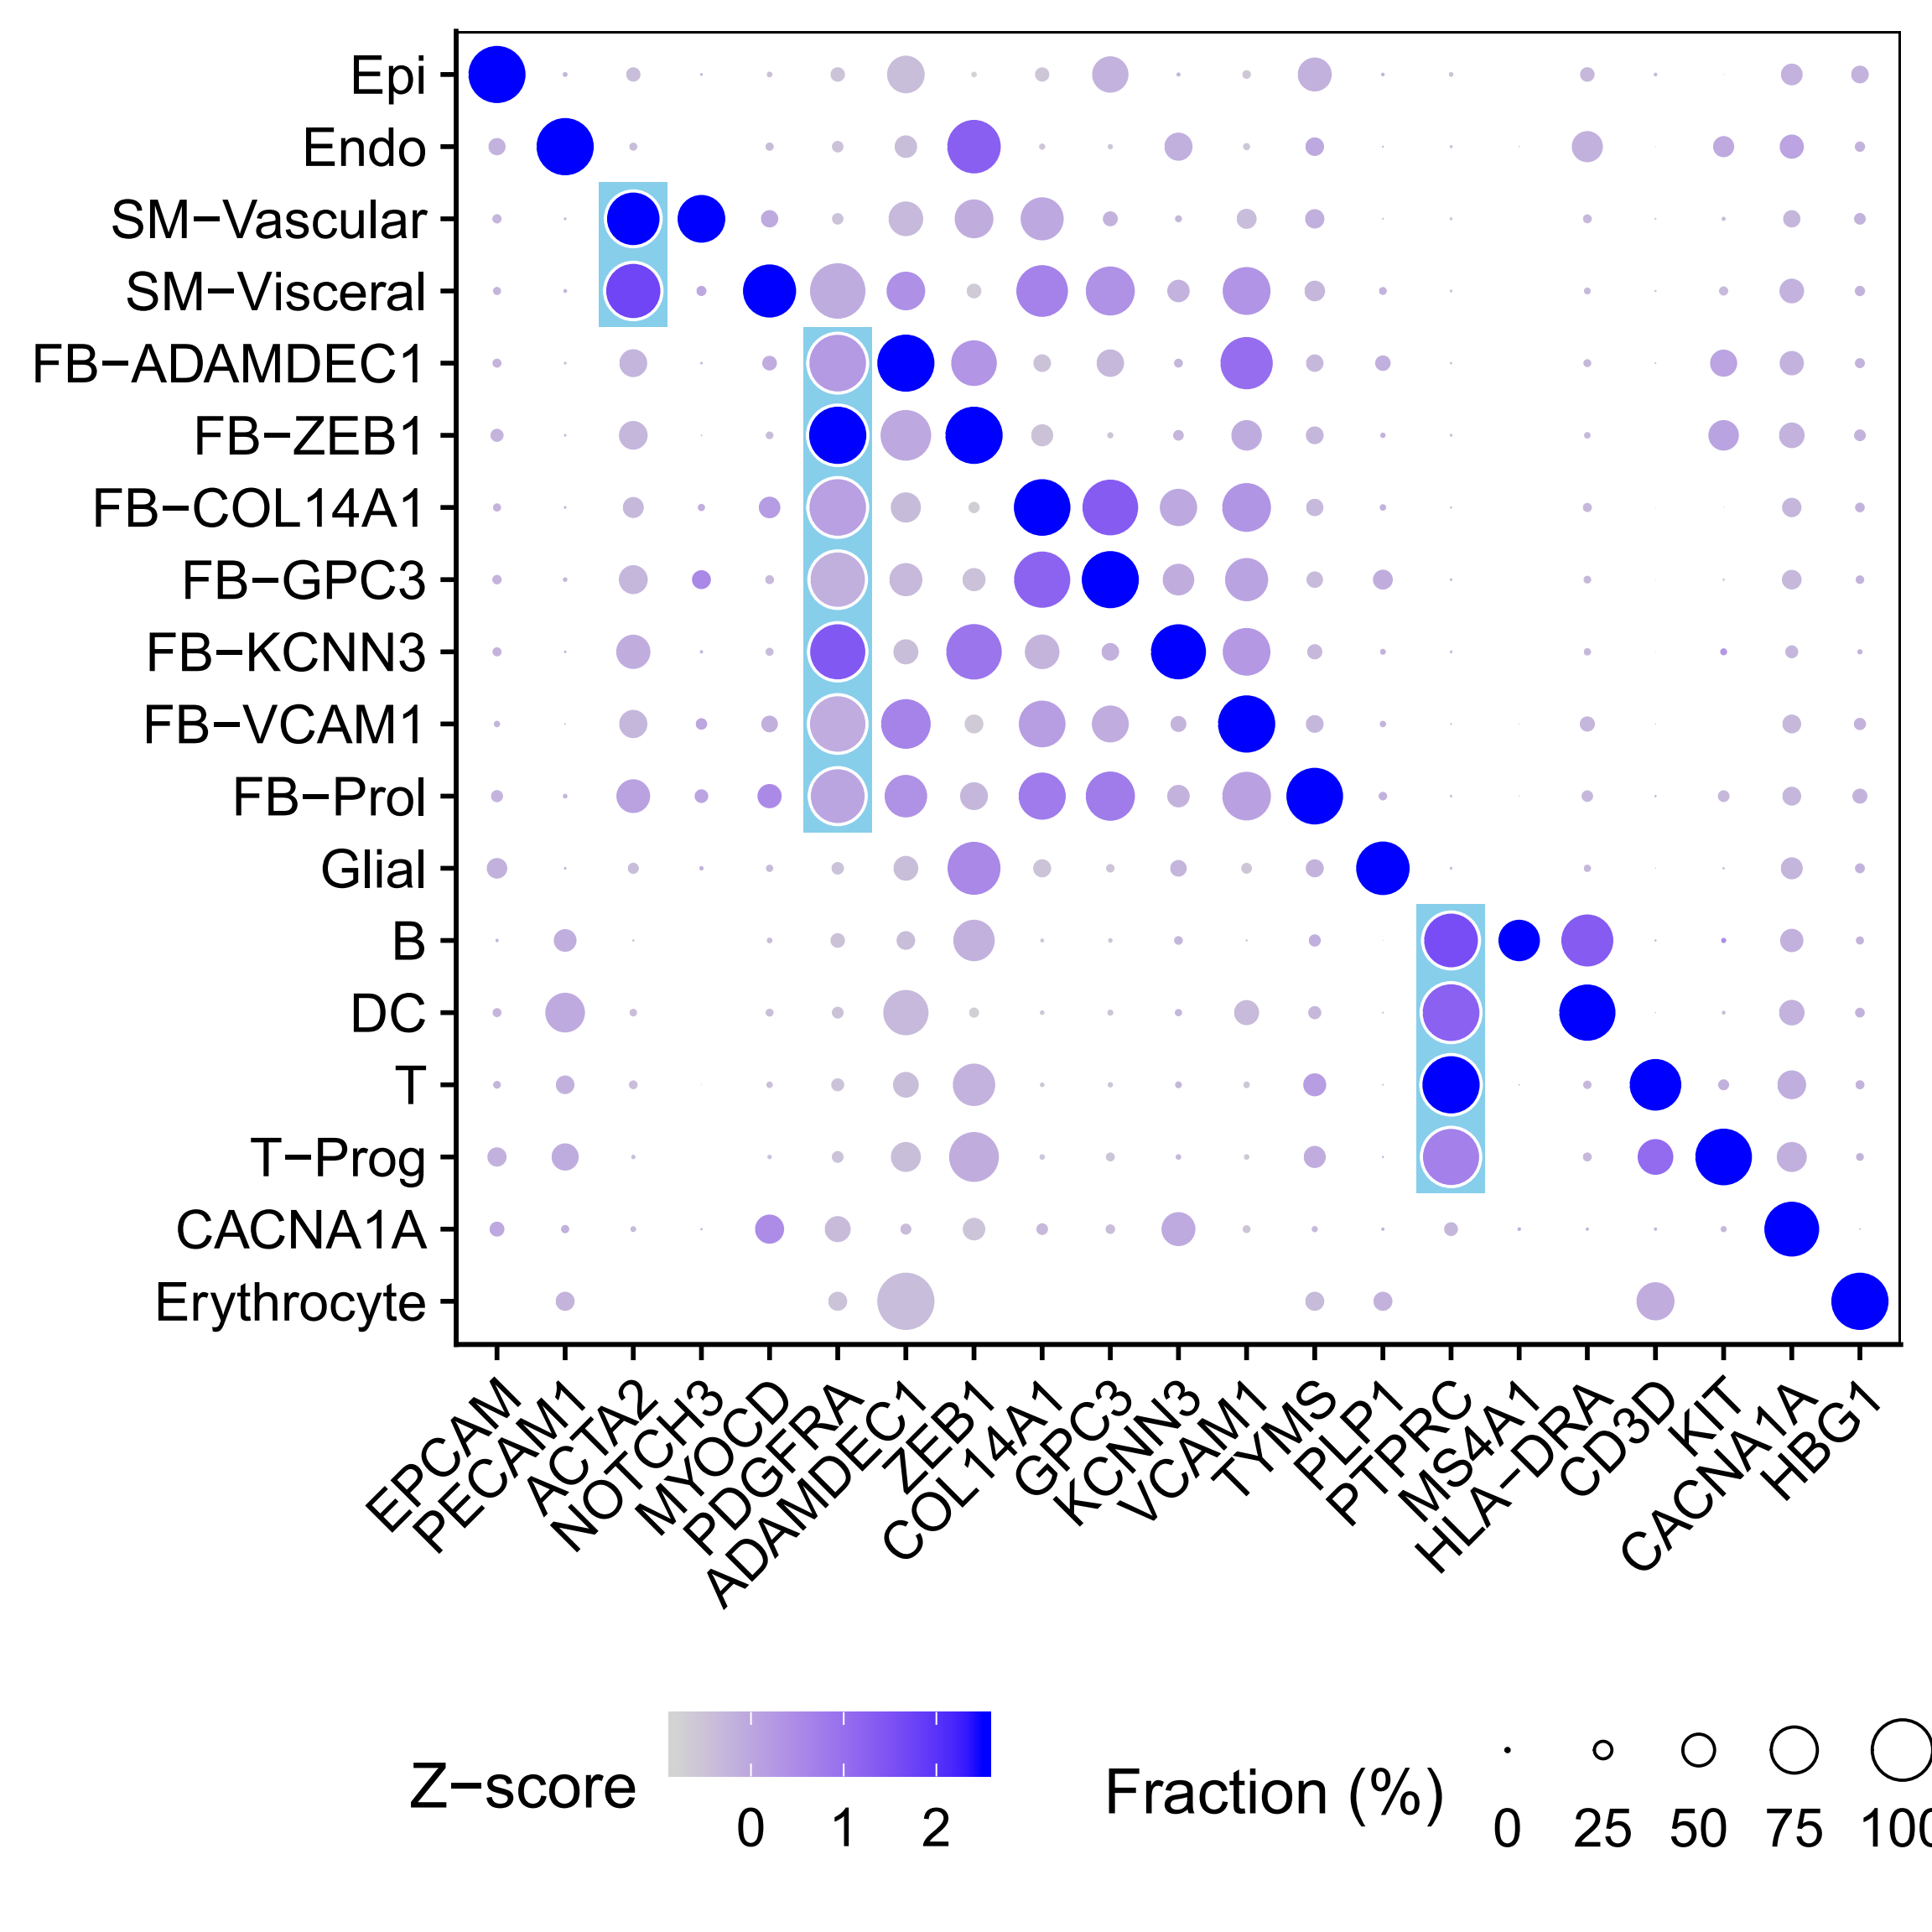 Epi
Endo
SM−Vascular
SM−Visceral
FB−ADAMDEC1
FB−ZEB1
FB−COL14A1
FB−GPC3
FB−KCNN3
FB−VCAM1
FB−Prol
Glial
B
DC
T
T−Prog
CACNA1A
Erythrocyte
EPCAM
PECAM1
ACTA2
NOTCH3
MYOCD
PDGFRA
ADAMDEC1
ZEB1
COL14A1
GPC3
KCNN3
VCAM1
TYMS
PLP1
PTPRC
MS4A1
HLA−DRA
CD3D
KIT
CACNA1A
HBG1
Z−score
0 1 2
Fraction (%)
0 25 50 75 100